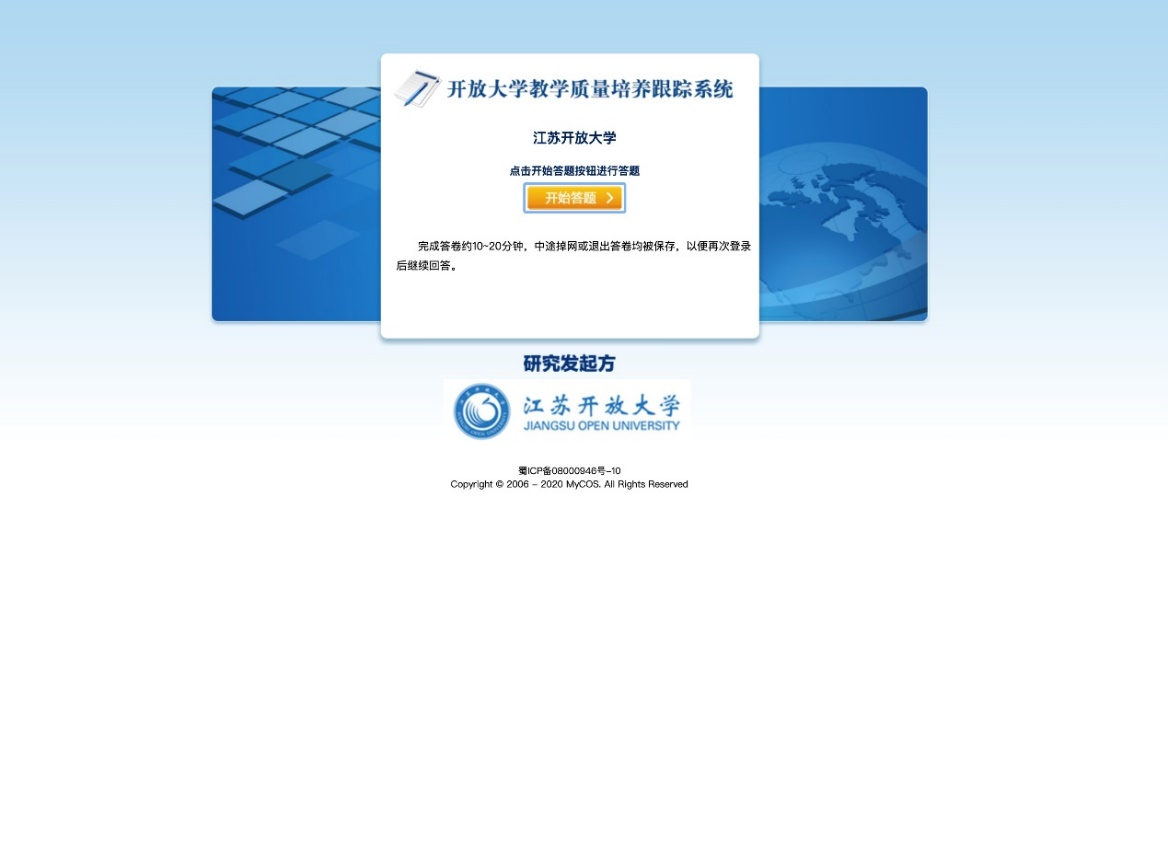 开放大学教学质量培养跟踪系统
江苏开放大学
点击开始答题按钮进行答题
开始答题
完成答卷约10~20分钟，中途掉网或退出答卷均被保存，以便再次登录
后继续回答。
研究发起方
江苏开放大学
JIANGSU OPEN UNIVERSITY
蜀ICP备08000946号-10
Copyright © 2006 - 2020 MyCOS. All Rights Reserved